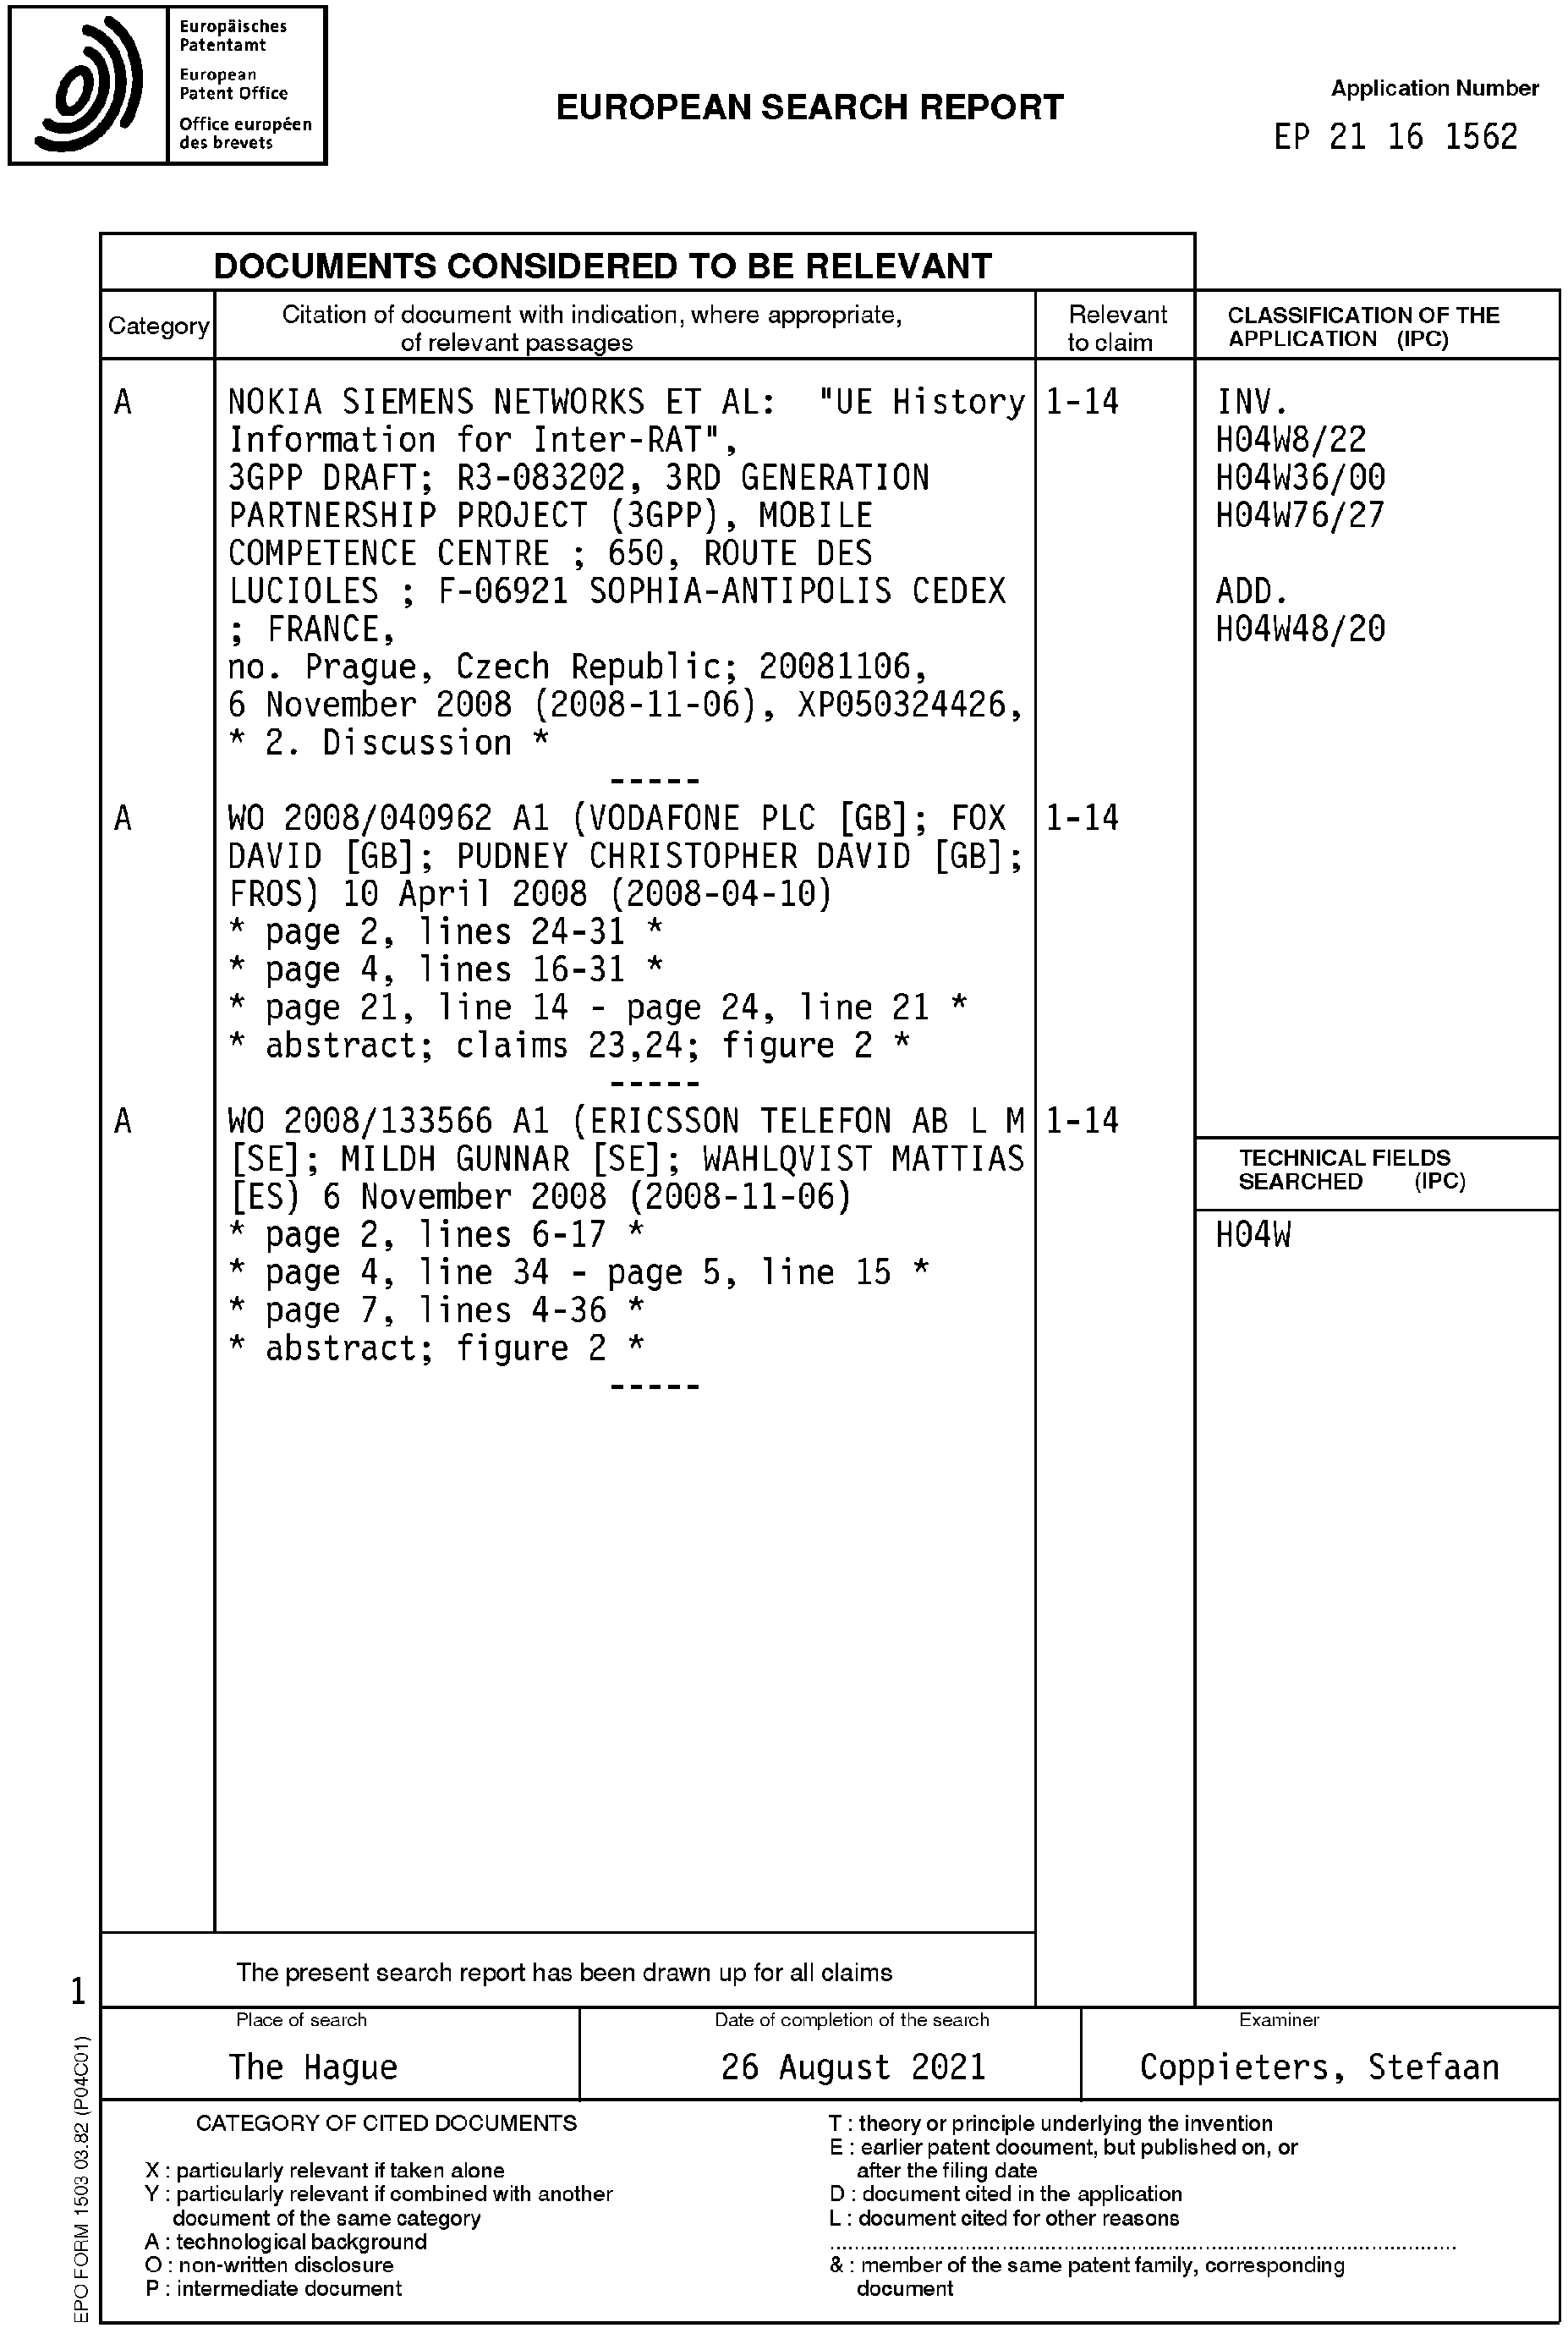 Europäisches
Patentamt
European
Patent Office
Office européen
des brevets
EUROPEAN SEARCH REPORT
Application Number
EP 21 16 1562
DOCUMENTS CONSIDERED TO BE RELEVANT
Category
Citation of document with indication, where appropriate,
of relevant passages
Relevant
to claim
CLASSIFICATION OF THE
APPLICATION (IPC)
A
NOKIA SIEMENS NETWORKS ET AL: "UE History
Information for Inter-RAT",
3GPP DRAFT; R3-083202, 3RD GENERATION
PARTNERSHIP PROJECT (3GPP), MOBILE
COMPETENCE CENTRE ; 650, ROUTE DES
LUCIOLES ; F-06921 SOPHIA-ANTIPOLIS CEDEX
; FRANCE,
no. Prague, Czech Republic; 20081106,
6 November 2008 (2008-11-06), XP050324426,
* 2. Discussion *
-----
1-14
INV.
H04W8/22
H04W36/00
H04W76/27
ADD.
H04W48/20
A
WO 2008/040962 A1 (VODAFONE PLC [GB]; FOX
DAVID [GB]; PUDNEY CHRISTOPHER DAVID [GB];
FROS) 10 April 2008 (2008-04-10)
* page 2, lines 24-31 *
* page 4, lines 16-31 *
* page 21, line 14 - page 24, line 21 *
* abstract; claims 23,24; figure 2 *
-----
1-14
A
WO 2008/133566 A1 (ERICSSON TELEFON AB L M
[SE]; MILDH GUNNAR [SE]; WAHLQVIST MATTIAS
[ES) 6 November 2008 (2008-11-06)
* page 2, lines 6-17 *
* page 4, line 34 - page 5, line 15 *
* page 7, lines 4-36 *
* abstract; figure 2 *
-----
1-14
TECHNICAL FIELDS
SEARCHED (IPC)
H04W
The present search report has been drawn up for all claims
1
Place of search
The Hague
Date of completion of the search
26 August 2021
Examiner
Coppieters, Stefaan
CATEGORY OF CITED DOCUMENTS
X : particularly relevant if taken alone
Y : particularly relevant if combined with another
document of the same category
A : technological background
O : non-written disclosure
P : intermediate document
T : theory or principle underlying the invention
E : earlier patent document, but published on, or
after the filing date
D : document cited in the application
L : document cited for other reasons
& : member of the same patent family, corresponding
document
EPO FORM 1503 03.82 (P04C01)